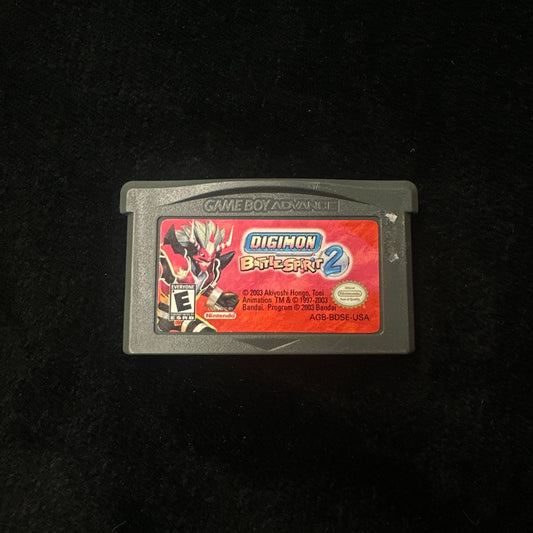 GAME BOY ADVANCE
DIGIMON
BATTLE SPIRIT 2
© 2003 Akiyoshi Hongo, Toei
Animation TM & © 1997-2003
Bandai. Program © 2003 Bandai
EVERYONE
E
ESRB
Nintendo
Nintendo
AGB-BDSE-USA